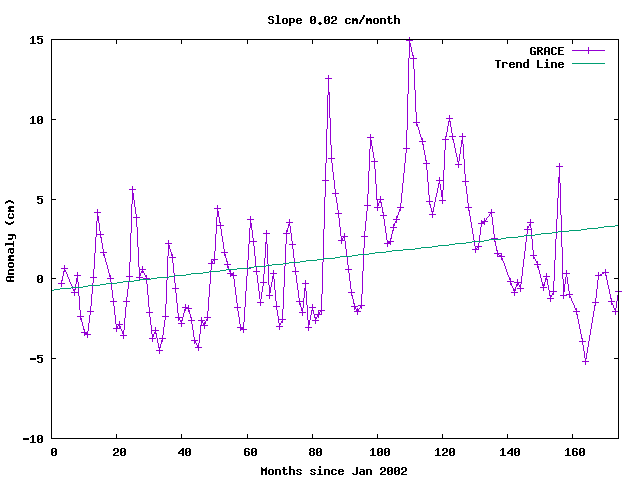 Slope 0.02 cm/month
15
GRACE
Trend Line
10
5
Anomaly (cm)
0
-5
-10
0 20 40 60 80 100 120 140 160
Months since Jan 2002